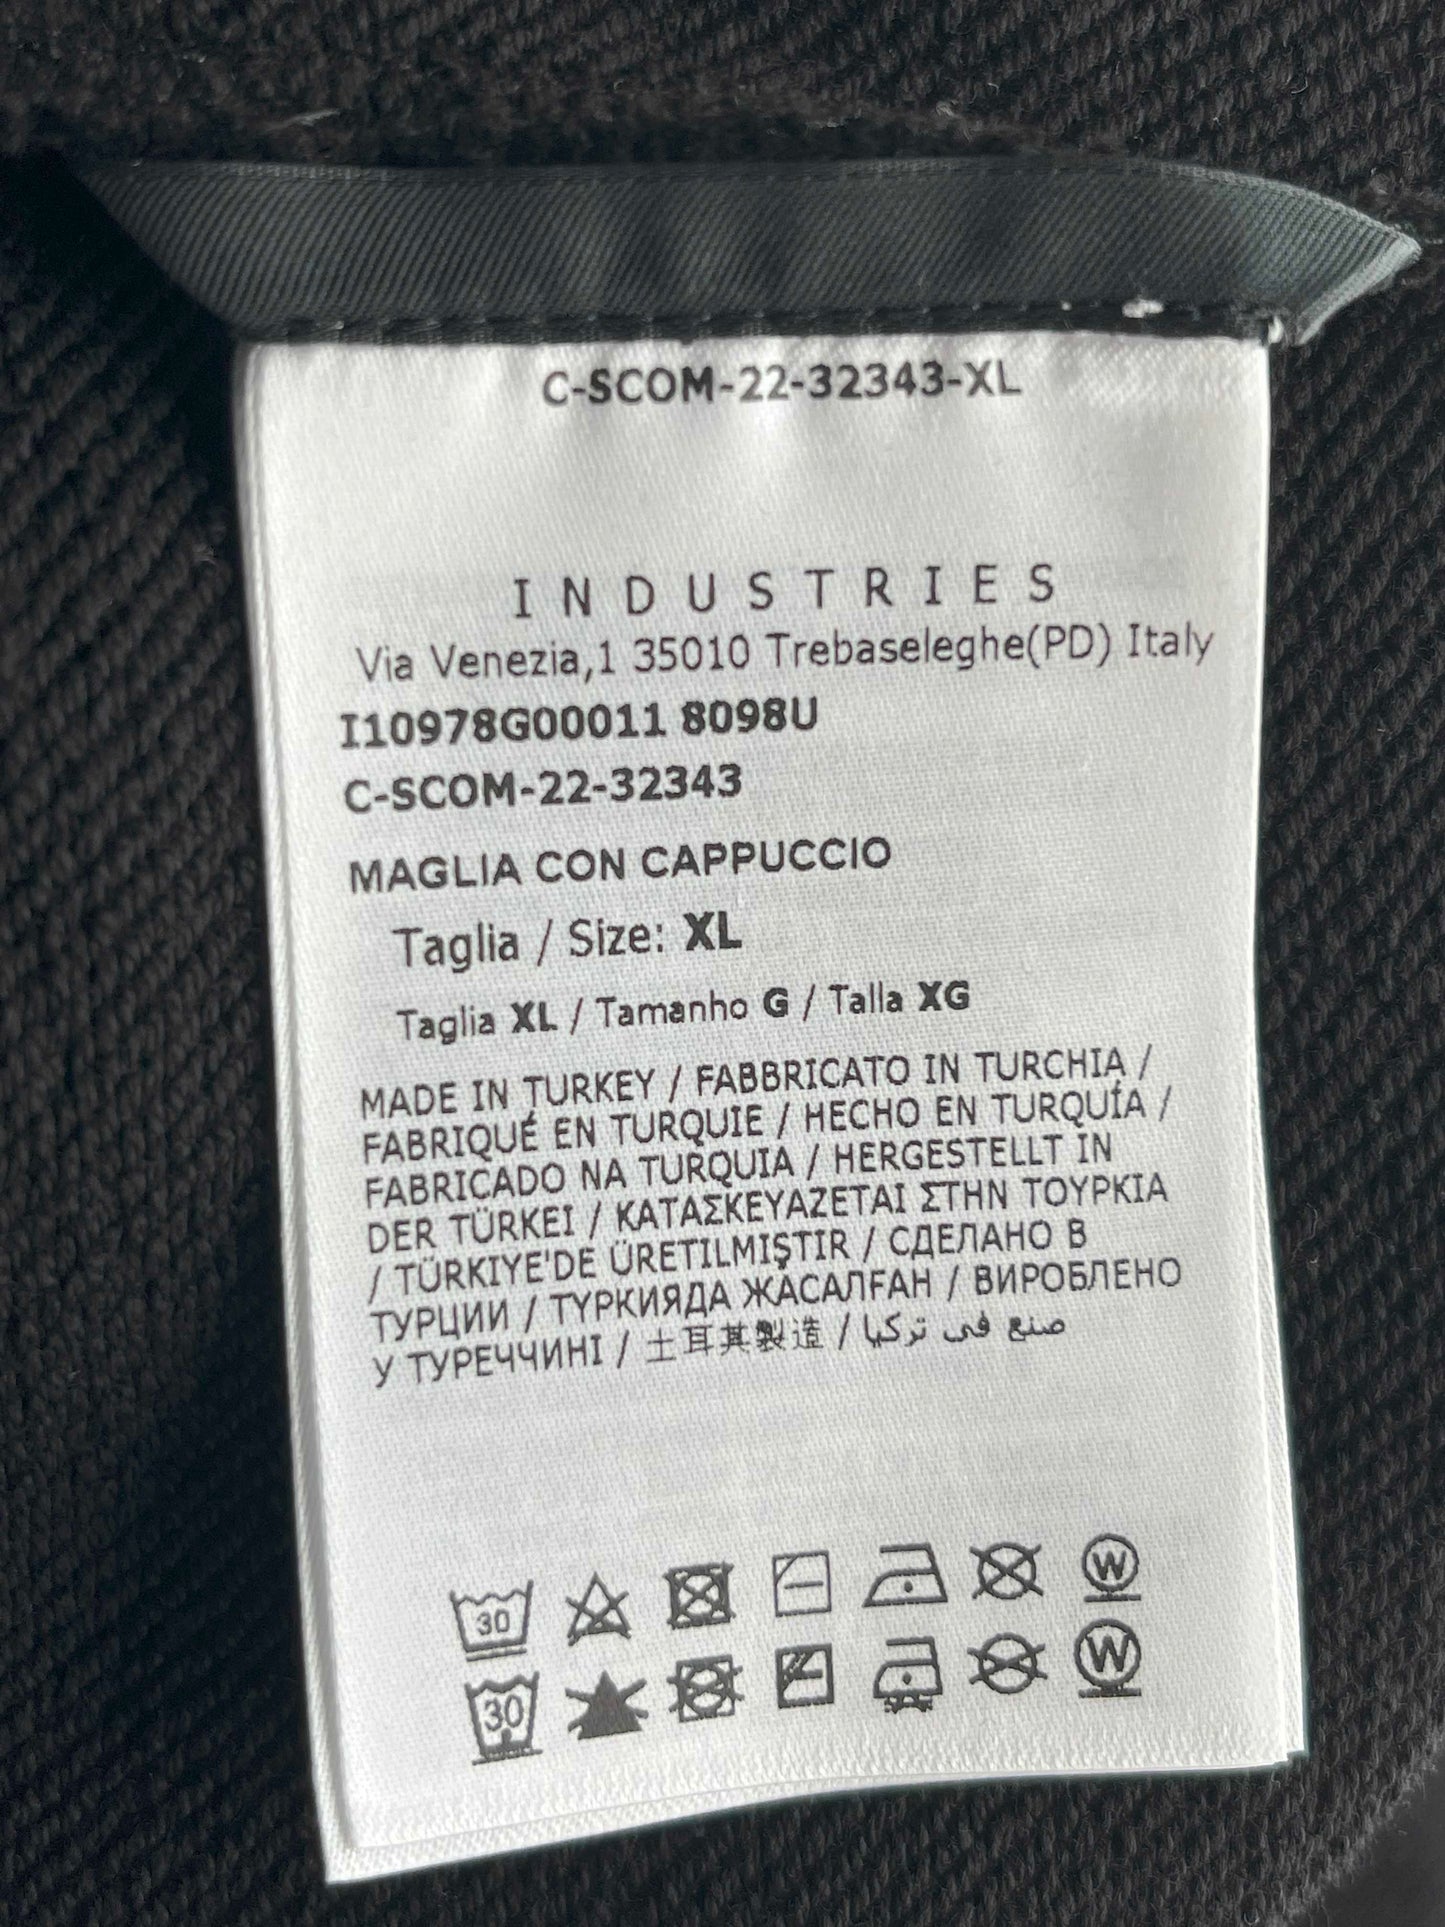 C-SCOM-22-32343-XL
INDUSTRIES
Via Venezia,1 35010 Trebaseleghe(PD) Italy
I10978G00011 8098U
C-SCOM-22-32343
MAGLIA CON CAPPUCCIO
Taglia / Size: XL
Taglia XL / Tamanho G / Talla XG
MADE IN TURKEY / FABBRICATO IN TURCHIA /
FABRIQUÉ EN TURQUIE / HECHO EN TURQUÍA /
FABRICADO NA TURQUIA / HERGESTELLT IN
DER TÜRKEI / ΚΑΤΑΣΚΕΥΑΖΕΤΑΙ ΣΤΗΝ ΤΟΥΡΚΙΑ
/ TÜRKIYE'DE ÜRETILMIŞTIR / СДЕЛАНО В
ТУРЦИИ / ТҮРКИЯДА ЖАСАЛҒАН / ВИРОБЛЕНО
У ТУРЕЧЧИНІ / 土耳其製造 / صنع في تركيا
30 W
30 W